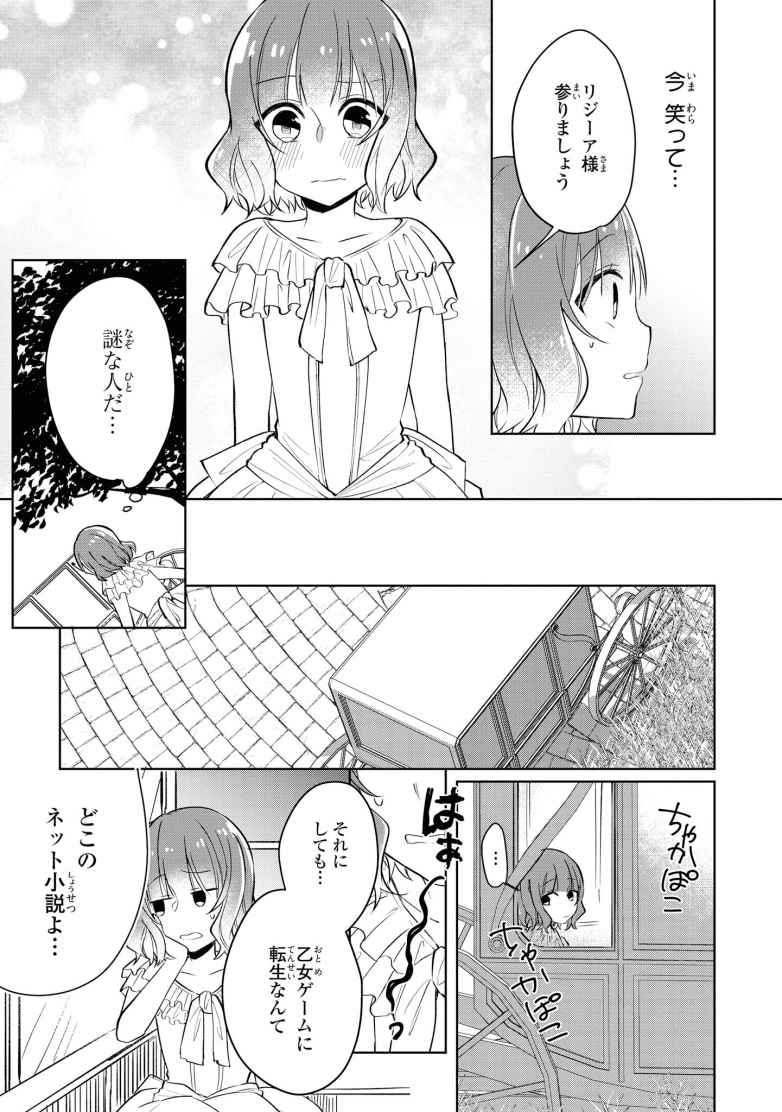 今 笑って…
リジーア様
参りましょう
謎な人だ…
ちゃかぽこ
…
ちゃかぽこ
はぁ
それに
しても…
乙女ゲームに
転生なんて
どこの
ネット小説よ…